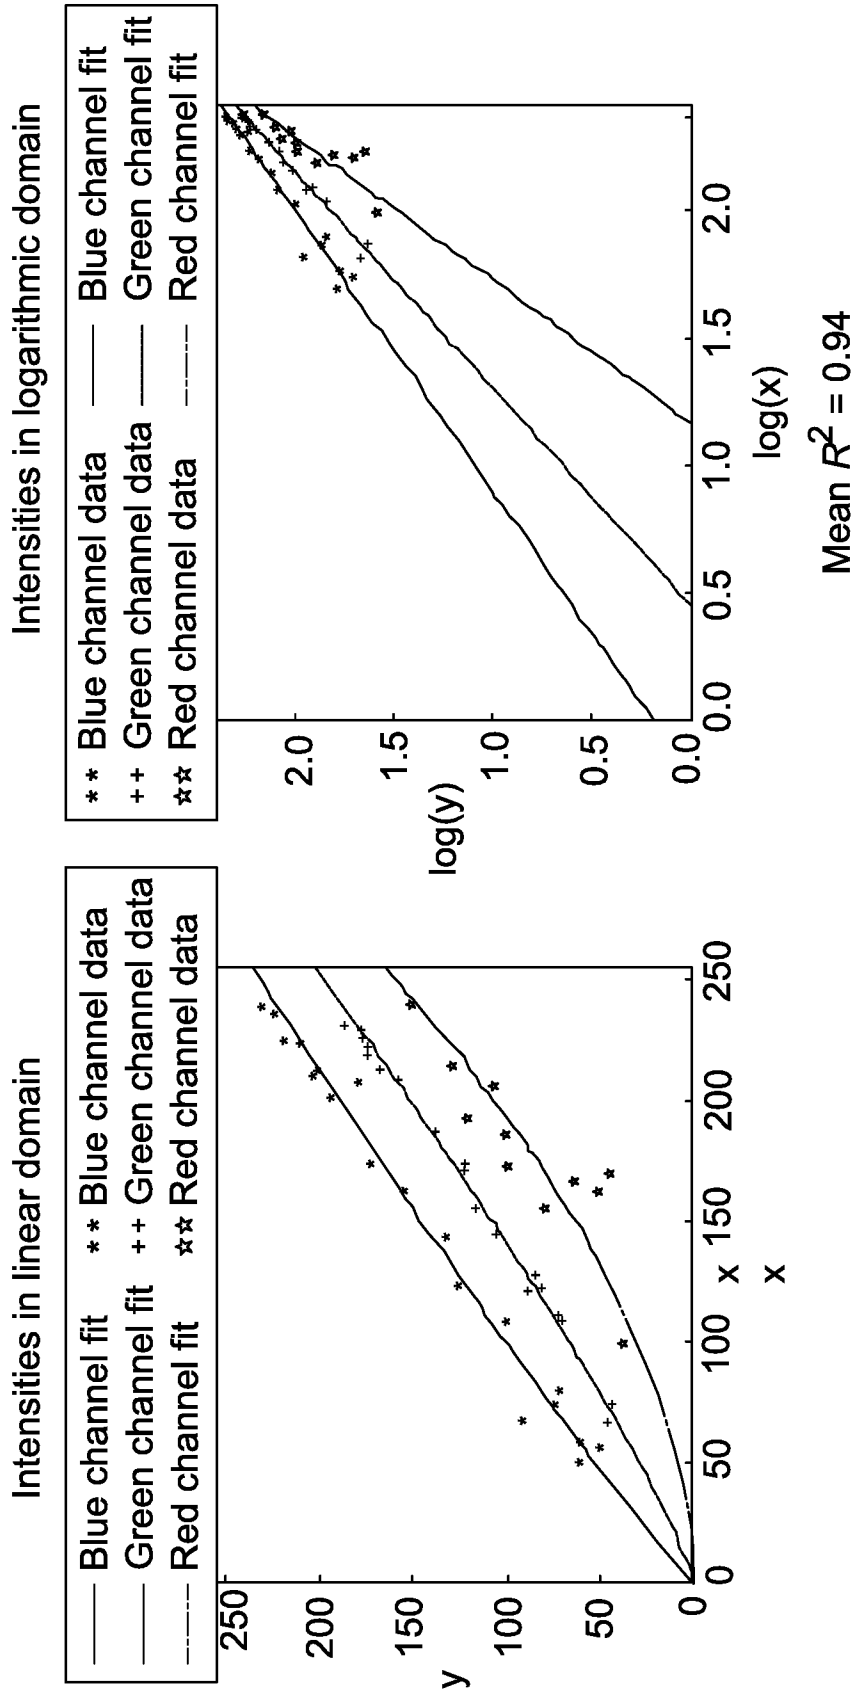 Intensities in linear domain
Blue channel fit ** Blue channel data
Green channel fit ++ Green channel data
Red channel fit ☆☆ Red channel data
y
250
200
150
100
50
0
0 50 100 150 200 250
x
x
Intensities in logarithmic domain
** Blue channel data Blue channel fit
++ Green channel data Green channel fit
☆☆ Red channel data Red channel fit
log(y)
2.0
1.5
1.0
0.5
0.0
0.0 0.5 1.0 1.5 2.0
log(x)
Mean R² = 0.94